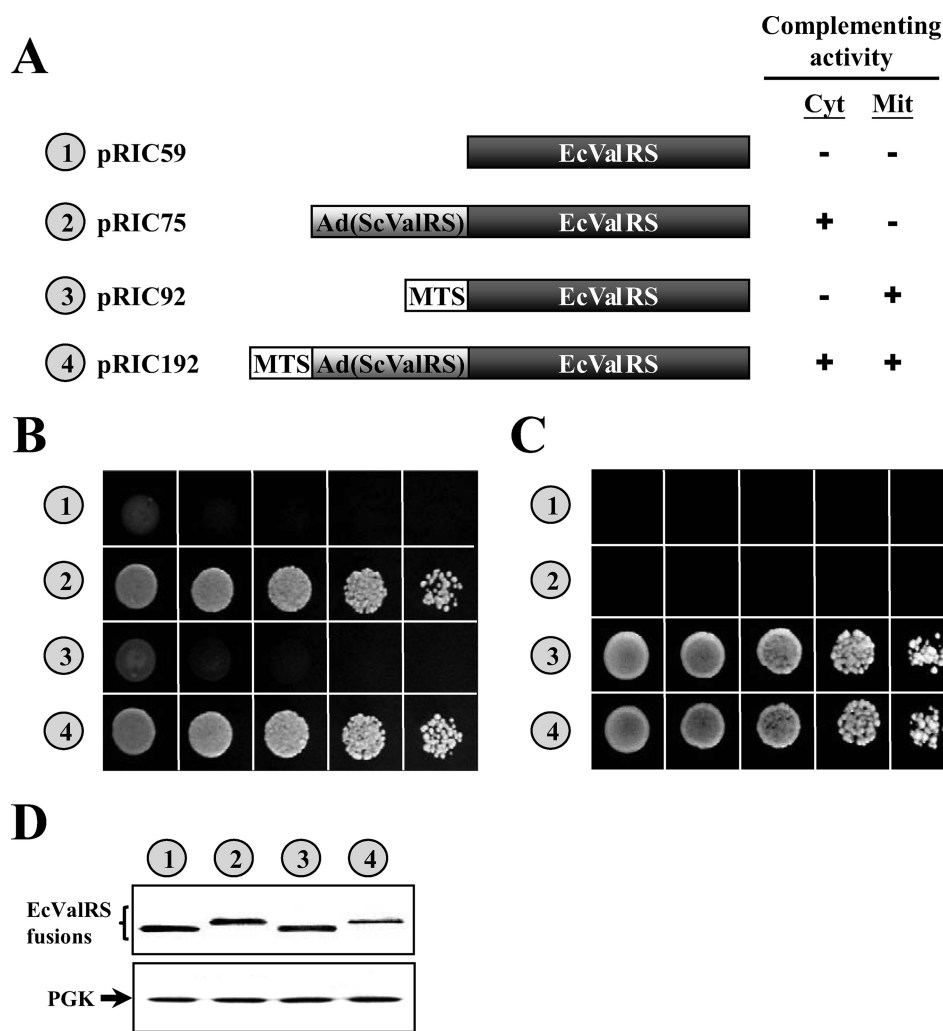 A
Complementing
activity
Cyt Mit
1 pRIC59 EcValRS - -
2 pRIC75 Ad(ScValRS) EcValRS + -
3 pRIC92 MTS EcValRS - +
4 pRIC192 MTS Ad(ScValRS) EcValRS + +
B
1
2
3
4
C
1
2
3
4
D
1 2 3 4
EcValRS
fusions
PGK